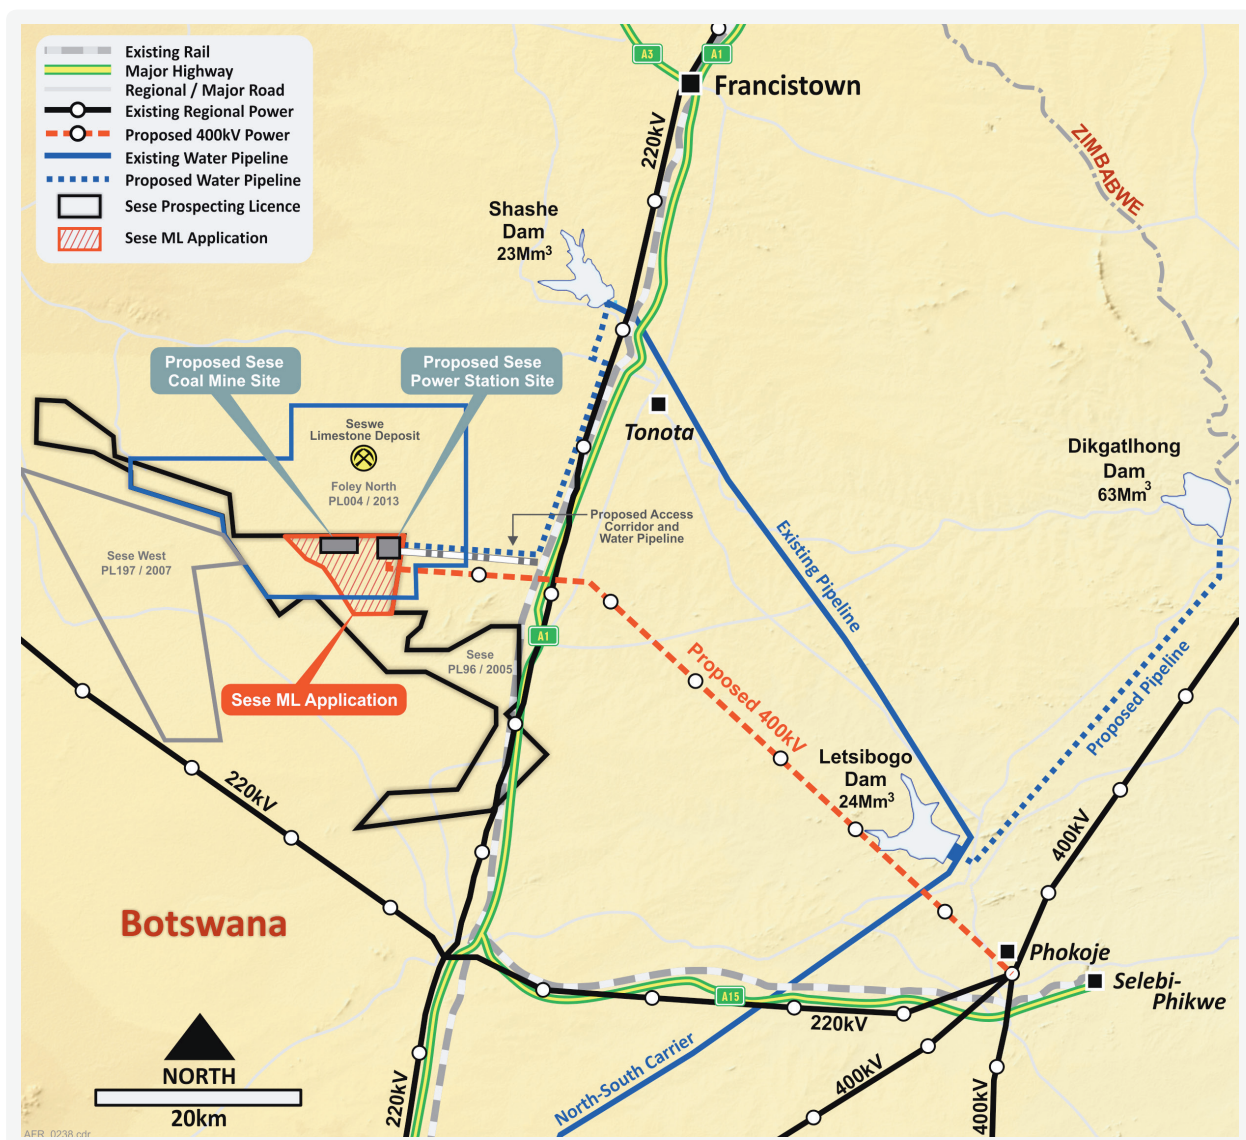 Existing Rail
Major Highway
Regional / Major Road
Existing Regional Power
Proposed 400kV Power
Existing Water Pipeline
Proposed Water Pipeline
Sese Prospecting Licence
Sese ML Application
A3
A1
Francistown
220kV
ZIMBABWE
Shashe
Dam
23Mm3
Proposed Sese
Coal Mine Site
Proposed Sese
Power Station Site
Tonota
Seswe
Limestone Deposit
Foley North
PL004 / 2013
Dikgatlhong
Dam
63Mm3
Proposed Access
Corridor and
Water Pipeline
Existing Pipeline
Sese West
PL197 / 2007
A1
Sese
PL96 / 2005
Sese ML Application
Proposed 400kV
Proposed Pipeline
Letsibogo
Dam
24Mm3
220kV
400kV
Botswana
Phokoje
Selebi-
Phikwe
A15
220kV
NORTH
20km
220kV
North-South Carrier
400kV
400kV
AFR_0238.cdr